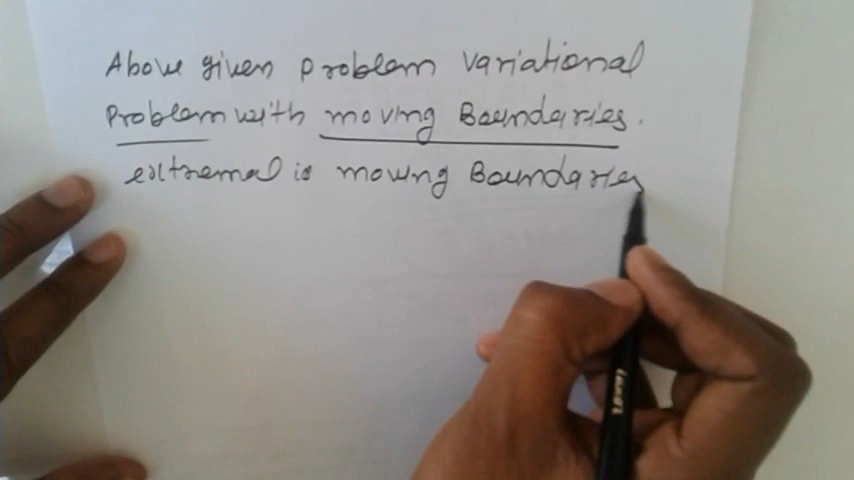 Above given problem variational
problem with moving Boundaries.
extremal is moving Boundaries